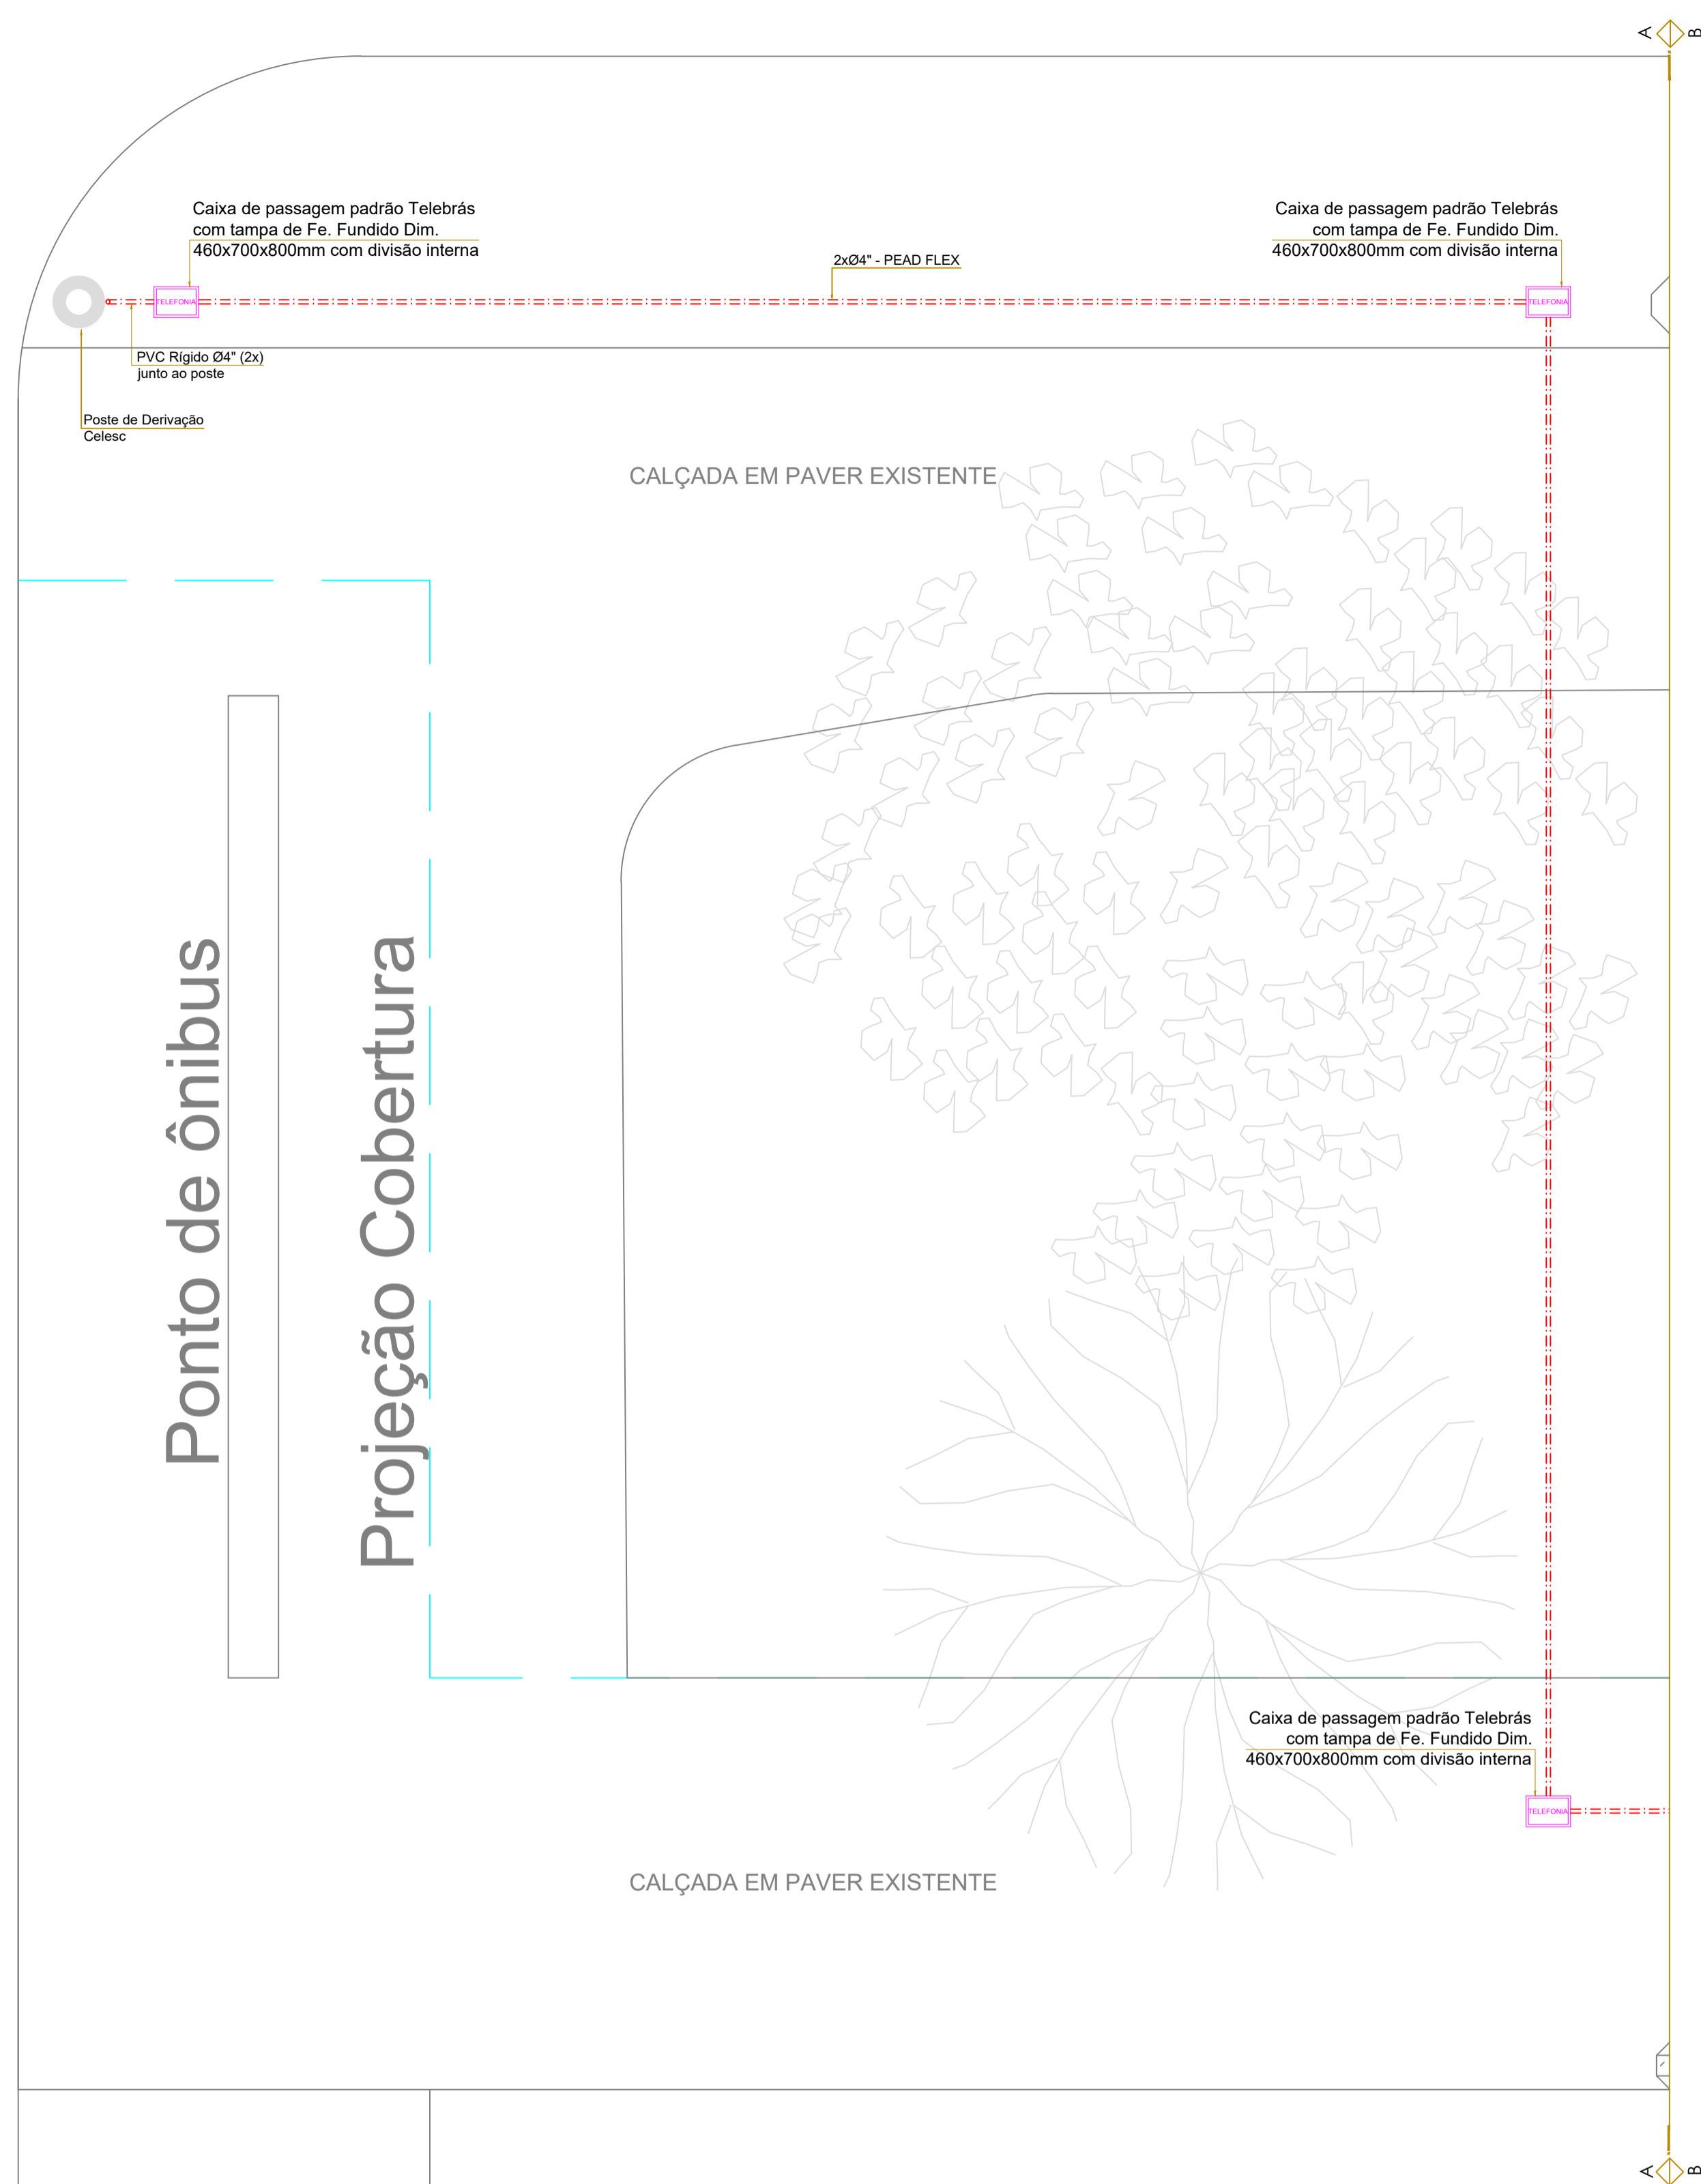 A
B
Caixa de passagem padrão Telebrás
com tampa de Fe. Fundido Dim.
460x700x800mm com divisão interna
Caixa de passagem padrão Telebrás
com tampa de Fe. Fundido Dim.
460x700x800mm com divisão interna
2xØ4" - PEAD FLEX
TELEFONIA
TELEFONIA
PVC Rígido Ø4" (2x)
junto ao poste
Poste de Derivação
Celesc
CALÇADA EM PAVER EXISTENTE
Ponto de Ônibus
Projeção Cobertura
Caixa de passagem padrão Telebrás
com tampa de Fe. Fundido Dim.
460x700x800mm com divisão interna
TELEFONIA
CALÇADA EM PAVER EXISTENTE
A
B